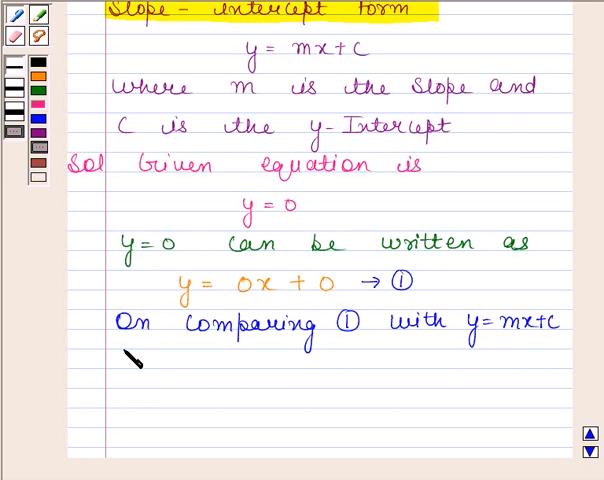 Slope - intercept form
y = mx + c
where m is the Slope and
C is the y-Intercept
Sol Given equation is
y = 0
y = 0 can be written as
y = 0x + 0 → ①
On comparing ① with y = mx+c